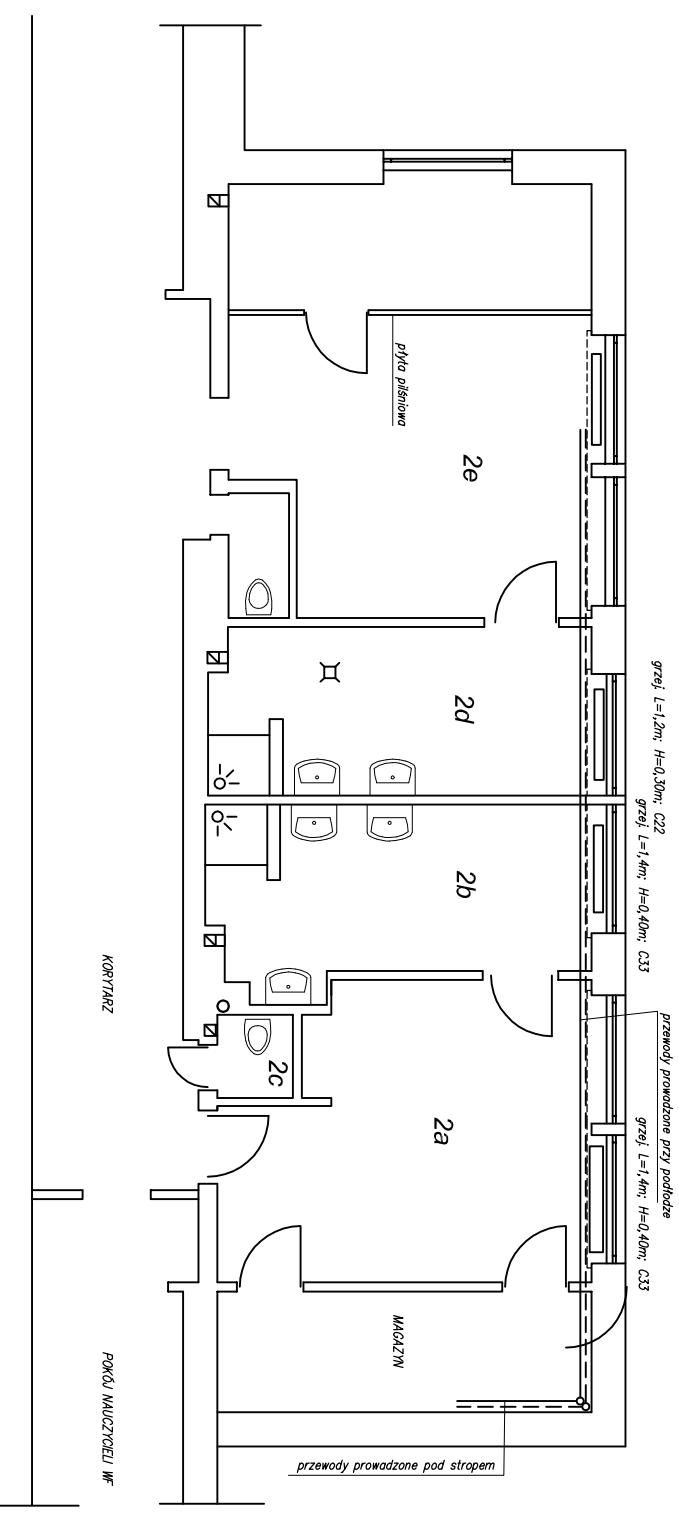 płyta pilśniowa
2e
2d
grzej. L=1,2m; H=0,30m; C22
grzej. L=1,4m; H=0,40m; C33
2b
KORYTARZ
przewody prowadzone przy podłodze
2c
2a
grzej. L=1,4m; H=0,40m; C33
MAGAZYN
POKÓJ NAUCZYCIELI WF
przewody prowadzone pod stropem